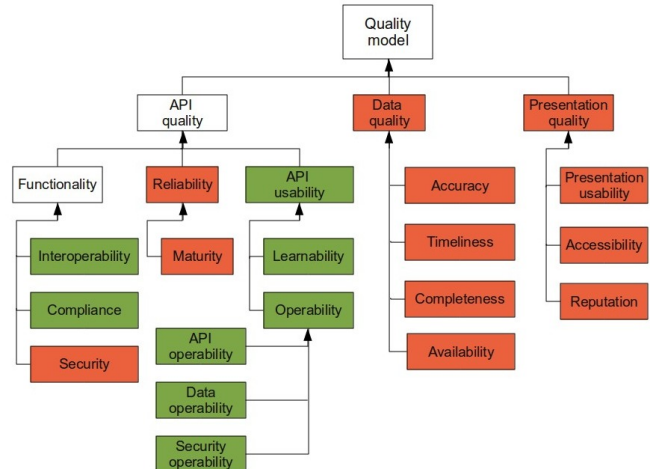 Quality
model
API
quality
Data
quality
Presentation
quality
Functionality
Reliability
API
usability
Accuracy
Presentation
usability
Interoperability
Maturity
Learnability
Timeliness
Accessibility
Compliance
Operability
Completeness
Reputation
API
operability
Security
Availability
Data
operability
Security
operability